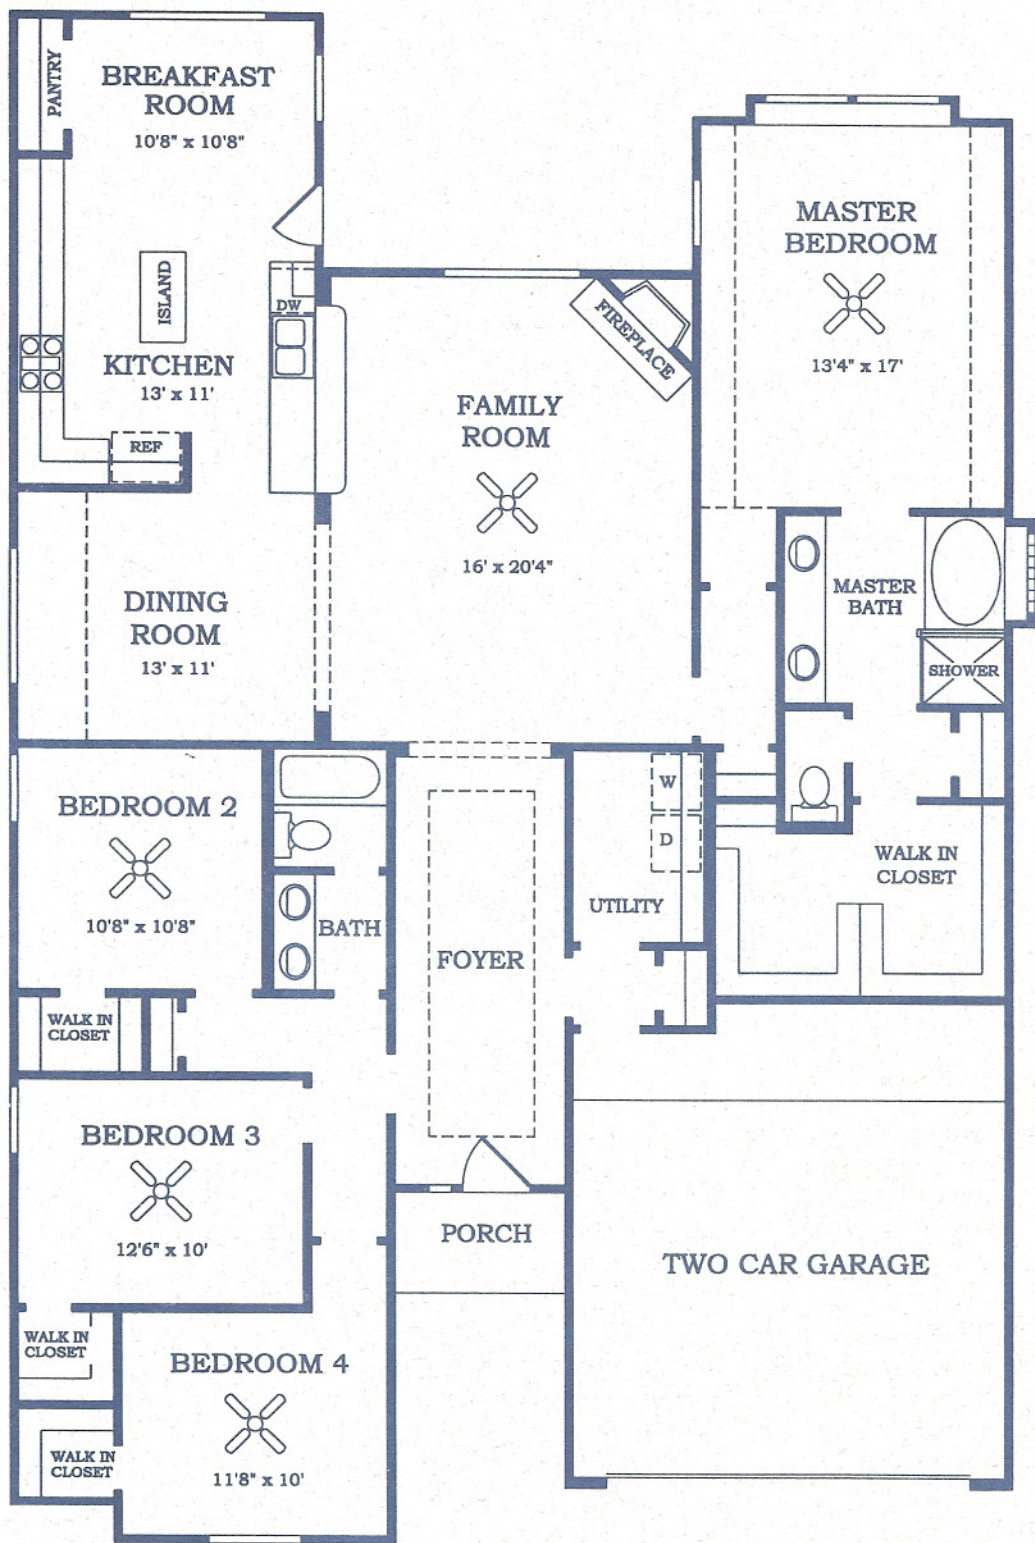 PANTRY
BREAKFAST
ROOM
10'8" x 10'8"
MASTER
BEDROOM
13'4" x 17'
ISLAND
DW
FIREPLACE
KITCHEN
13' x 11'
REF
FAMILY
ROOM
16' x 20'4"
DINING
ROOM
13' x 11'
MASTER
BATH
SHOWER
BEDROOM 2
10'8" x 10'8"
W
D
WALK IN
CLOSET
UTILITY
BATH
FOYER
WALK IN
CLOSET
BEDROOM 3
12'6" x 10'
PORCH
TWO CAR GARAGE
WALK IN
CLOSET
BEDROOM 4
11'8" x 10'
WALK IN
CLOSET